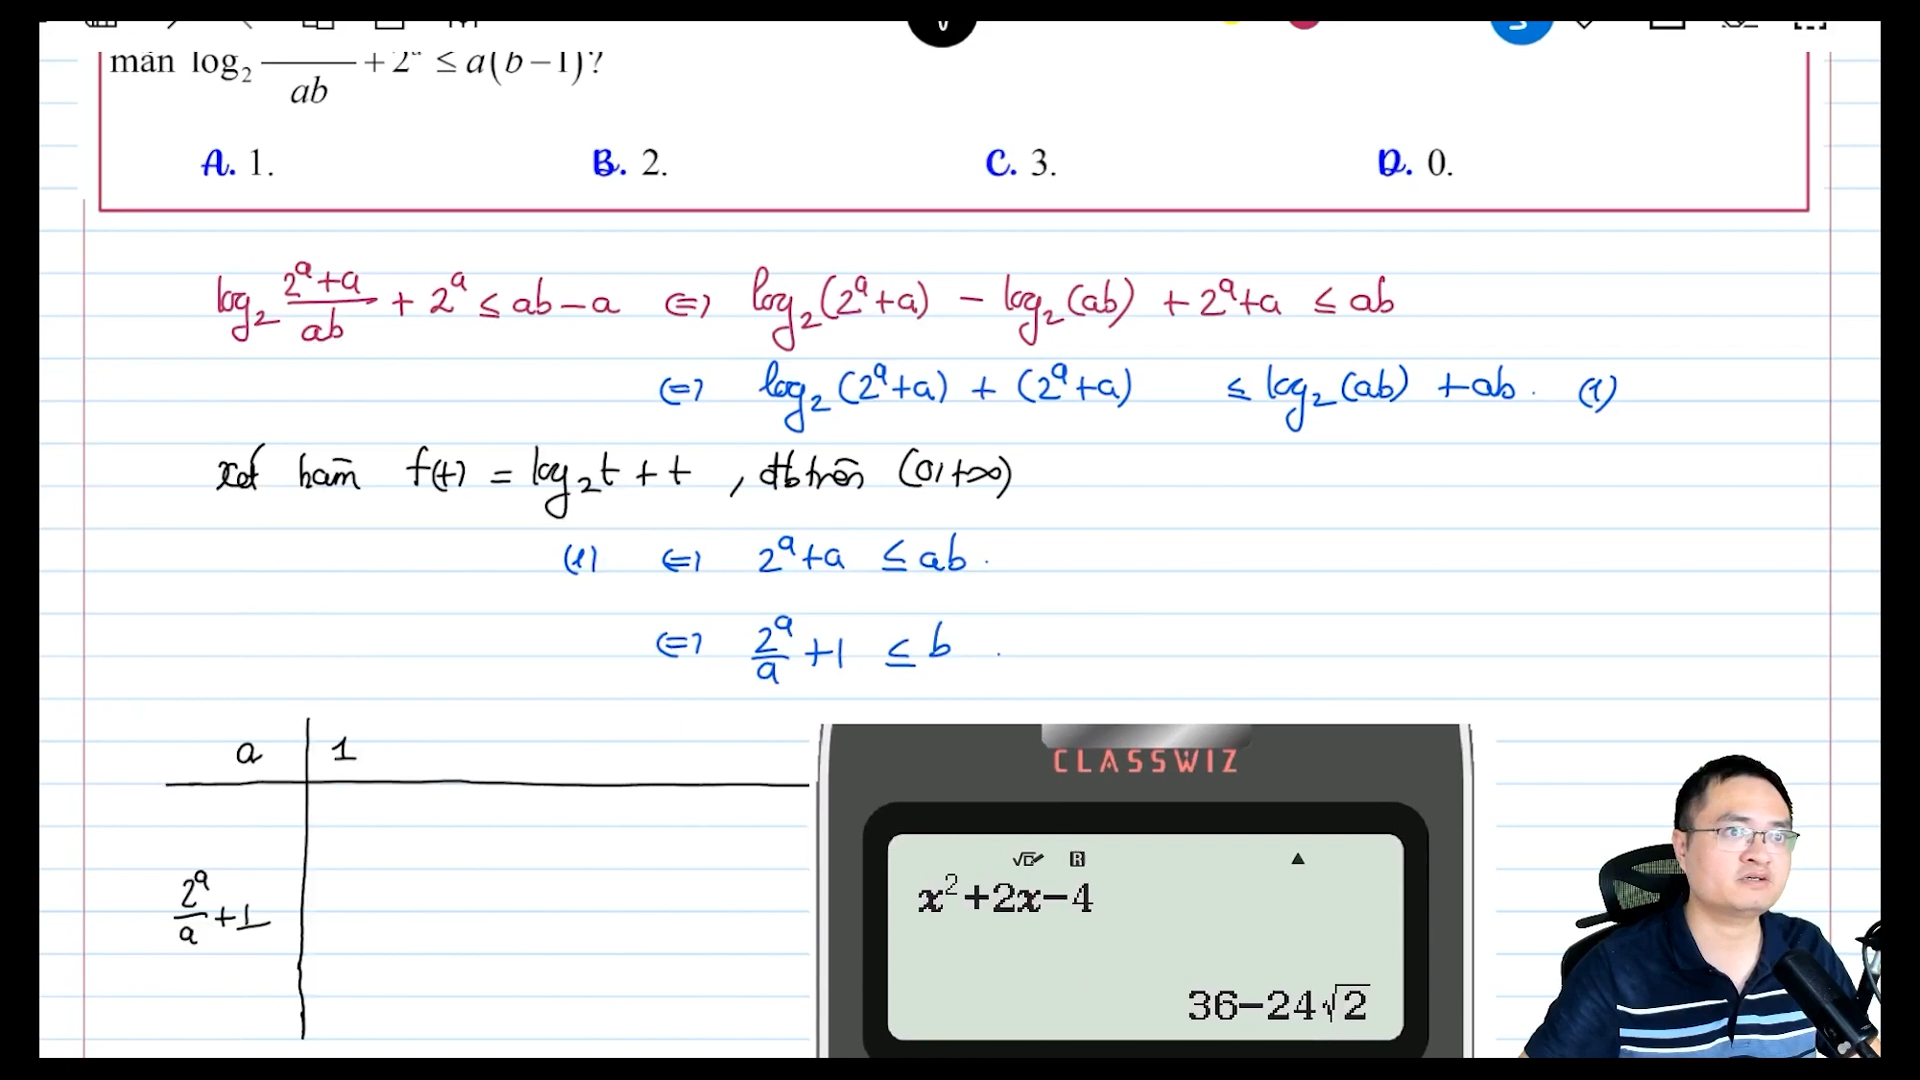 mãn log₂ ―/ab + 2ᵃ ≤ a(b−1)?
A. 1. B. 2. C. 3. D. 0.
log₂ (2ᵃ+a)/(ab) + 2ᵃ ≤ ab − a ⇔ log₂(2ᵃ+a) − log₂(ab) + 2ᵃ+a ≤ ab
⇔ log₂(2ᵃ+a) + (2ᵃ+a) ≤ log₂(ab) + ab. (1)
xét hàm f(t) = log₂t + t, đb trên (0;+∞)
(1) ⇔ 2ᵃ+a ≤ ab.
⇔ 2ᵃ/a +1 ≤ b.
a 1
2ᵃ/a +1
CLASSWIZ
x²+2x−4
36−24√2